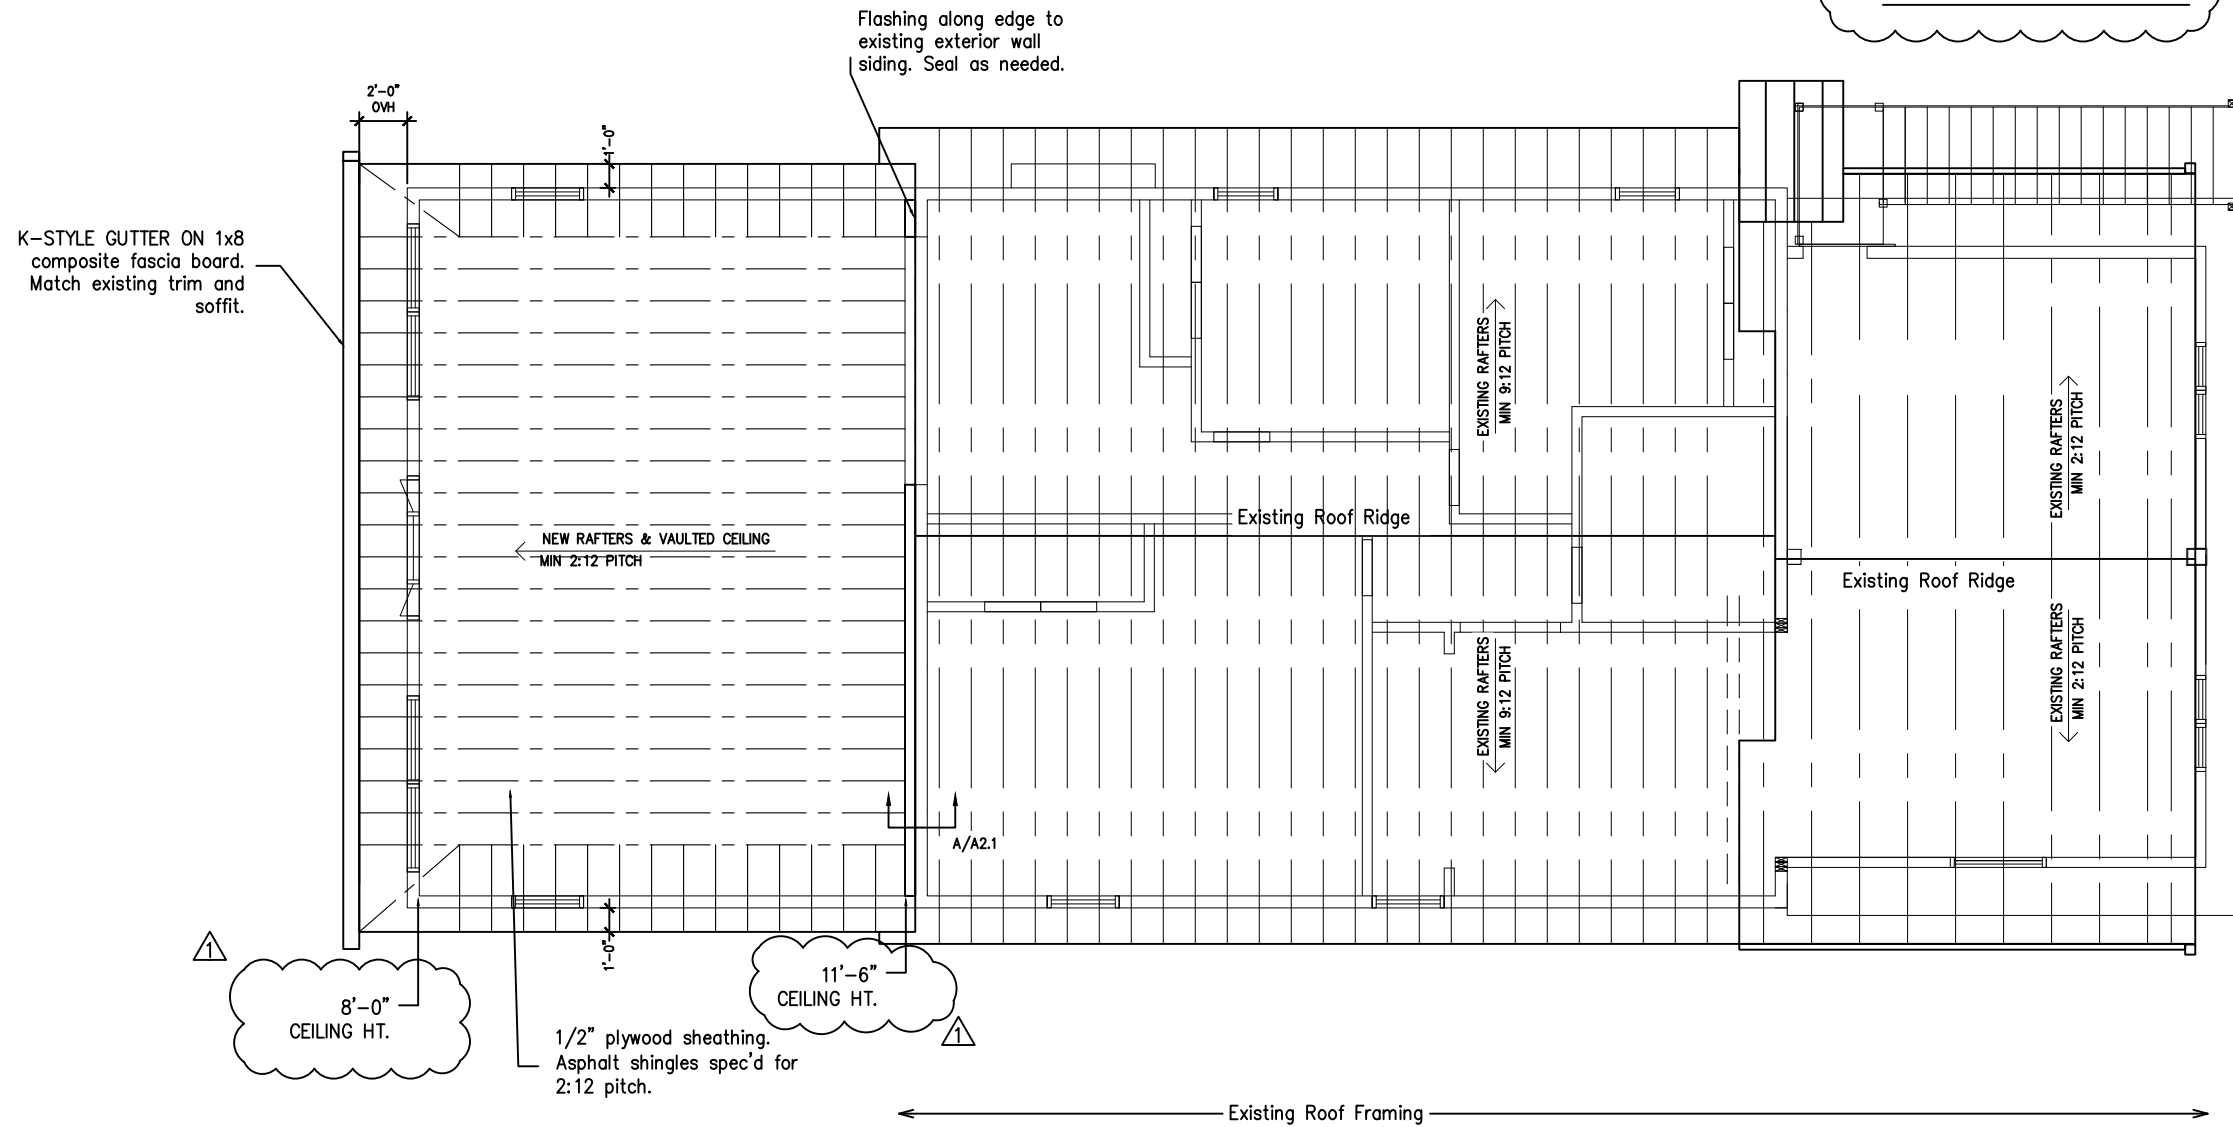 Flashing along edge to
existing exterior wall
siding. Seal as needed.
2'-0"
OVH
1'-0"
K-STYLE GUTTER ON 1x8
composite fascia board.
Match existing trim and
soffit.
EXISTING RAFTERS
MIN 9:12 PITCH
EXISTING RAFTERS
MIN 2:12 PITCH
Existing Roof Ridge
NEW RAFTERS & VAULTED CEILING
MIN 2:12 PITCH
Existing Roof Ridge
EXISTING RAFTERS
MIN 9:12 PITCH
EXISTING RAFTERS
MIN 2:12 PITCH
A/A2.1
1
1'-0"
8'-0"
CEILING HT.
11'-6"
CEILING HT.
1
1/2" plywood sheathing.
Asphalt shingles spec'd for
2:12 pitch.
Existing Roof Framing